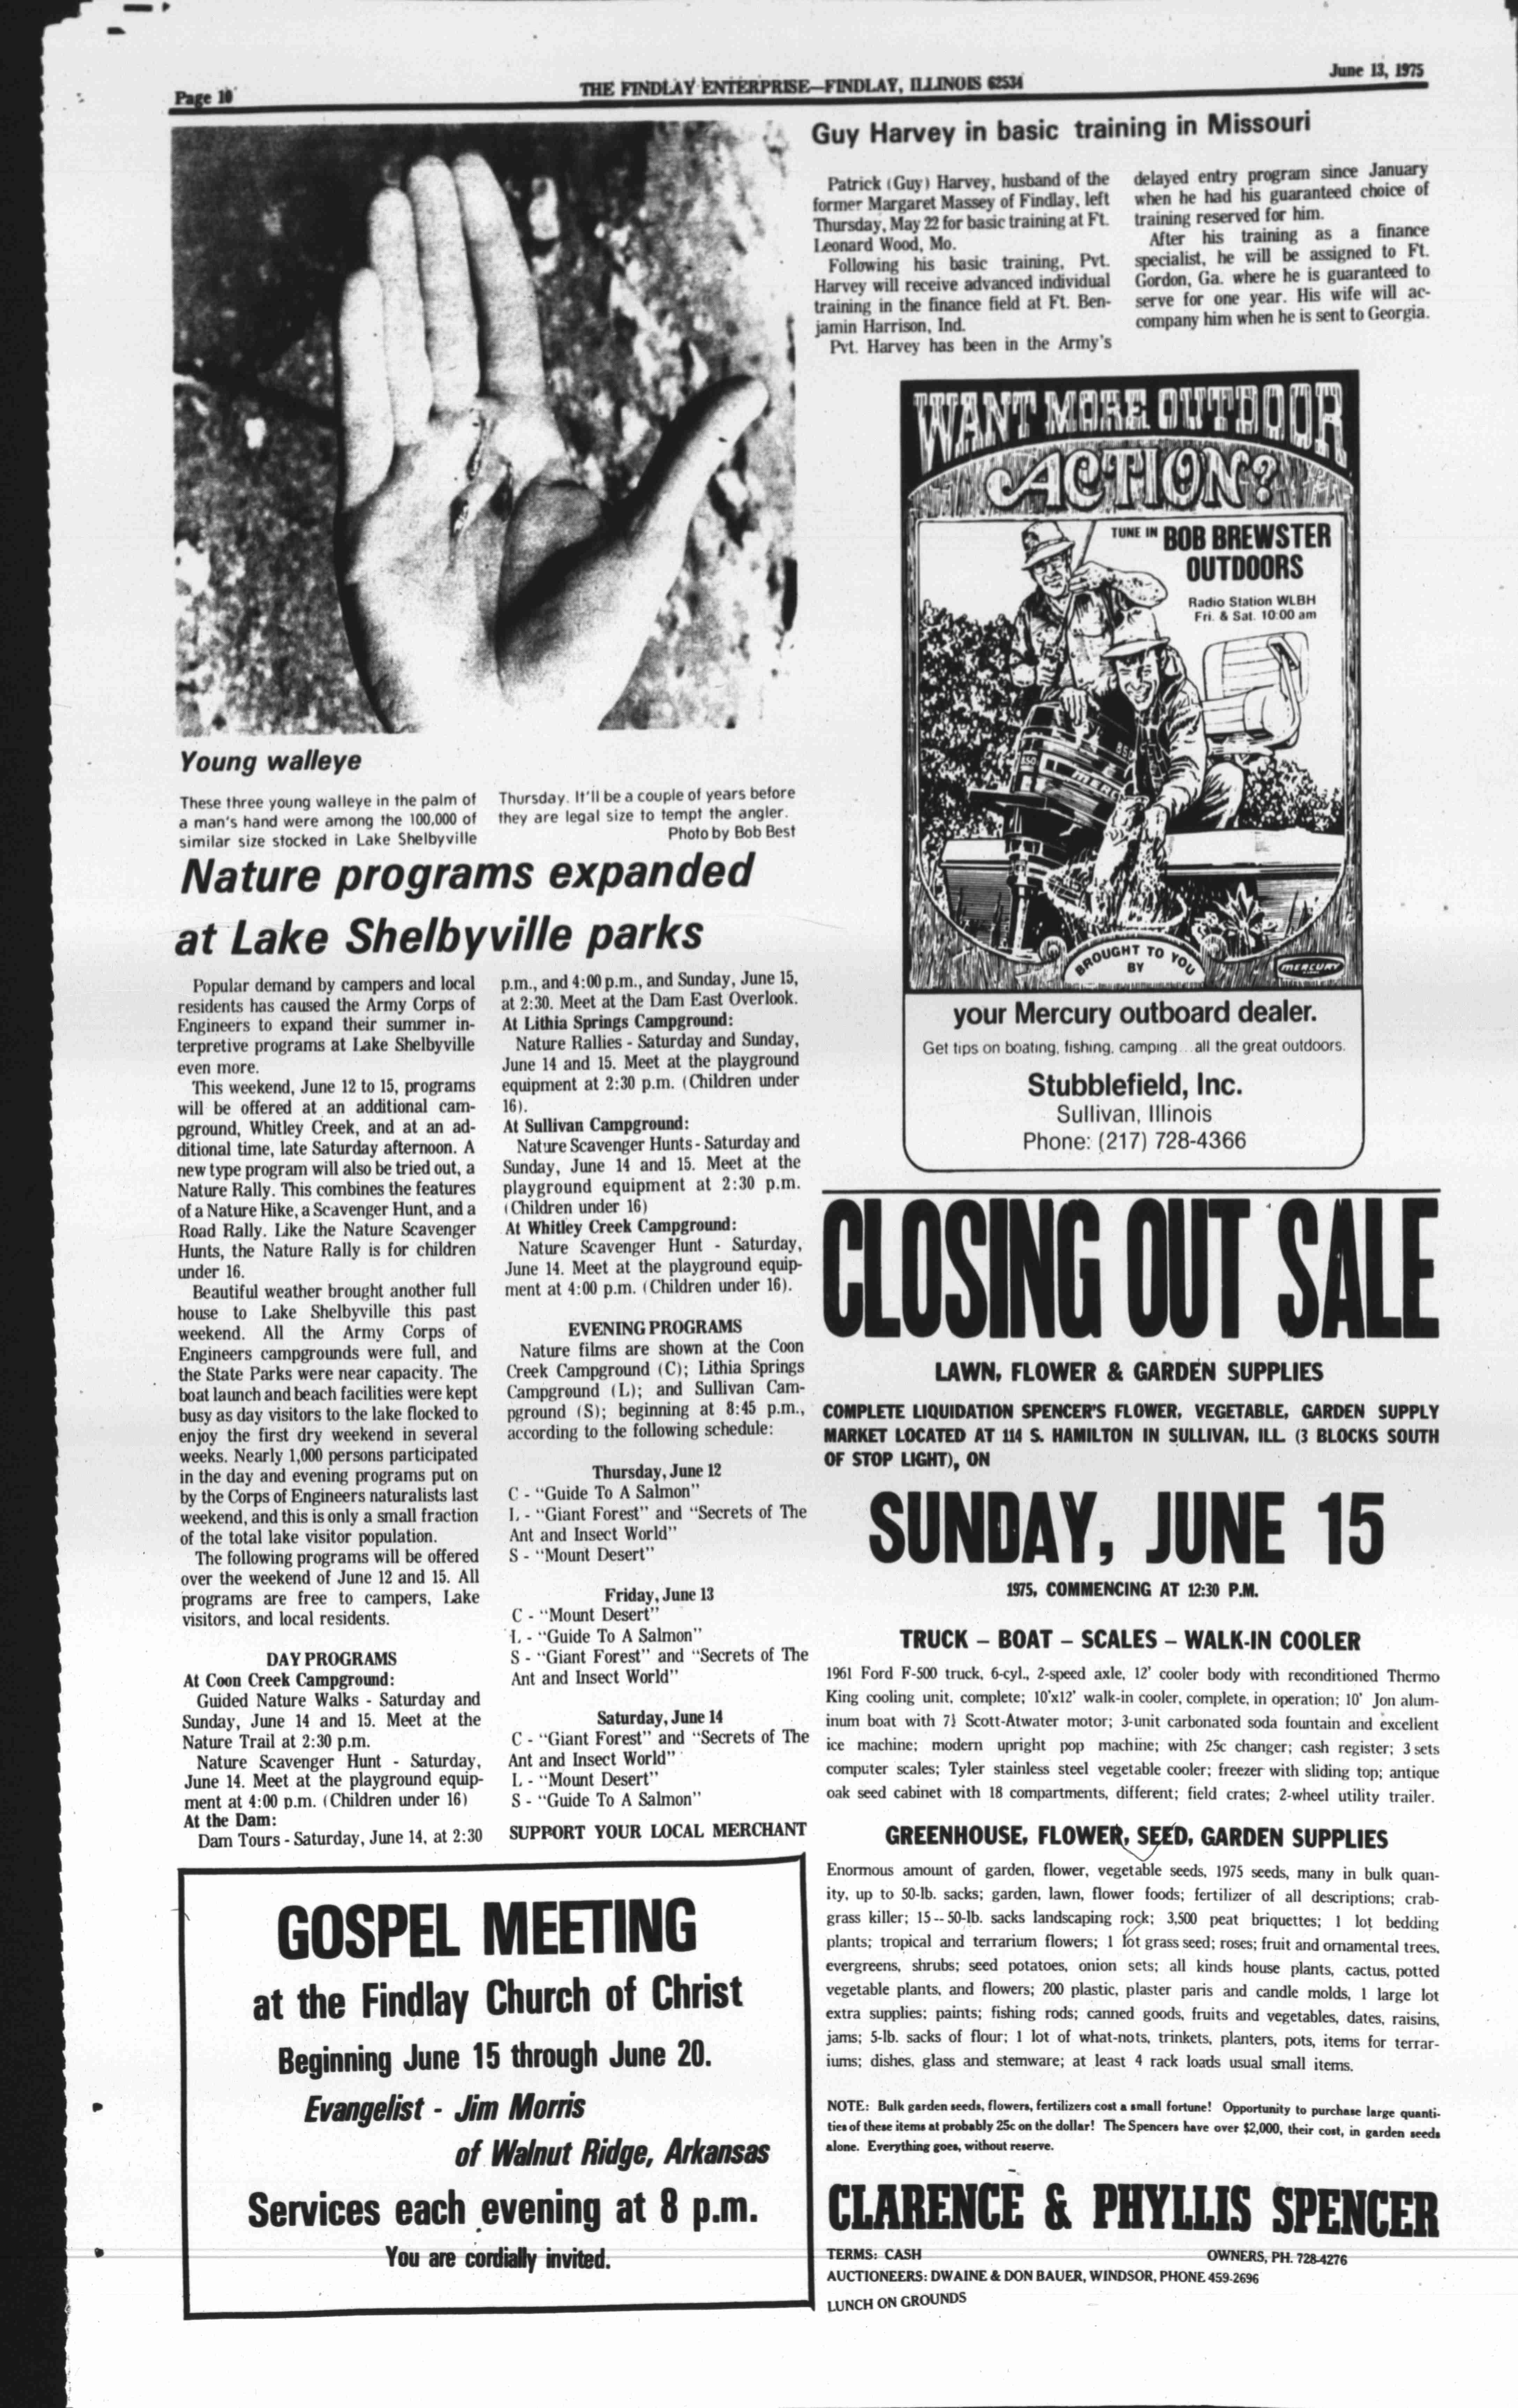 Page 10
THE FINDLAY ENTERPRISE—FINDLAY, ILLINOIS 62534
June 13, 1975
Young walleye
These three young walleye in the palm of
a man's hand were among the 100,000 of
similar size stocked in Lake Shelbyville
Thursday. It'll be a couple of years before
they are legal size to tempt the angler.
Photo by Bob Best
Nature programs expanded
at Lake Shelbyville parks
Popular demand by campers and local
residents has caused the Army Corps of
Engineers to expand their summer in-
terpretive programs at Lake Shelbyville
even more.
This weekend, June 12 to 15, programs
will be offered at an additional cam-
pground, Whitley Creek, and at an ad-
ditional time, late Saturday afternoon. A
new type program will also be tried out, a
Nature Rally. This combines the features
of a Nature Hike, a Scavenger Hunt, and a
Road Rally. Like the Nature Scavenger
Hunts, the Nature Rally is for children
under 16.
Beautiful weather brought another full
house to Lake Shelbyville this past
weekend. All the Army Corps of
Engineers campgrounds were full, and
the State Parks were near capacity. The
boat launch and beach facilities were kept
busy as day visitors to the lake flocked to
enjoy the first dry weekend in several
weeks. Nearly 1,000 persons participated
in the day and evening programs put on
by the Corps of Engineers naturalists last
weekend, and this is only a small fraction
of the total lake visitor population.
The following programs will be offered
over the weekend of June 12 and 15. All
programs are free to campers, Lake
visitors, and local residents.
DAY PROGRAMS
At Coon Creek Campground:
Guided Nature Walks - Saturday and
Sunday, June 14 and 15. Meet at the
Nature Trail at 2:30 p.m.
Nature Scavenger Hunt - Saturday,
June 14. Meet at the playground equip-
ment at 4:00 p.m. (Children under 16)
At the Dam:
Dam Tours - Saturday, June 14, at 2:30
p.m., and 4:00 p.m., and Sunday, June 15,
at 2:30. Meet at the Dam East Overlook.
At Lithia Springs Campground:
Nature Rallies - Saturday and Sunday,
June 14 and 15. Meet at the playground
equipment at 2:30 p.m. (Children under
16).
At Sullivan Campground:
Nature Scavenger Hunts - Saturday and
Sunday, June 14 and 15. Meet at the
playground equipment at 2:30 p.m.
(Children under 16)
At Whitley Creek Campground:
Nature Scavenger Hunt - Saturday,
June 14. Meet at the playground equip-
ment at 4:00 p.m. (Children under 16).
EVENING PROGRAMS
Nature films are shown at the Coon
Creek Campground (C); Lithia Springs
Campground (L); and Sullivan Cam-
pground (S); beginning at 8:45 p.m.,
according to the following schedule:
Thursday, June 12
C - "Guide To A Salmon"
L - "Giant Forest" and "Secrets of The
Ant and Insect World"
S - "Mount Desert"
Friday, June 13
C - "Mount Desert"
L - "Guide To A Salmon"
S - "Giant Forest" and "Secrets of The
Ant and Insect World"
Saturday, June 14
C - "Giant Forest" and "Secrets of The
Ant and Insect World"
L - "Mount Desert"
S - "Guide To A Salmon"
SUPPORT YOUR LOCAL MERCHANT
GOSPEL MEETING
at the Findlay Church of Christ
Beginning June 15 through June 20.
Evangelist - Jim Morris
of Walnut Ridge, Arkansas
Services each evening at 8 p.m.
You are cordially invited.
Guy Harvey in basic training in Missouri
Patrick (Guy) Harvey, husband of the
former Margaret Massey of Findlay, left
Thursday, May 22 for basic training at Ft.
Leonard Wood, Mo.
Following his basic training, Pvt.
Harvey will receive advanced individual
training in the finance field at Ft. Ben-
jamin Harrison, Ind.
Pvt. Harvey has been in the Army's
delayed entry program since January
when he had his guaranteed choice of
training reserved for him.
After his training as a finance
specialist, he will be assigned to Ft.
Gordon, Ga. where he is guaranteed to
serve for one year. His wife will ac-
company him when he is sent to Georgia.
WANT MORE OUTDOOR
ACTION?
TUNE IN BOB BREWSTER
OUTDOORS
Radio Station WLBH
Fri. & Sat. 10:00 am
850
MERC
BROUGHT TO YOU
BY
MERCURY
your Mercury outboard dealer.
Get tips on boating, fishing, camping...all the great outdoors.
Stubblefield, Inc.
Sullivan, Illinois
Phone: (217) 728-4366
CLOSING OUT SALE
LAWN, FLOWER & GARDEN SUPPLIES
COMPLETE LIQUIDATION SPENCER'S FLOWER, VEGETABLE, GARDEN SUPPLY
MARKET LOCATED AT 114 S. HAMILTON IN SULLIVAN, ILL. (3 BLOCKS SOUTH
OF STOP LIGHT), ON
SUNDAY, JUNE 15
1975, COMMENCING AT 12:30 P.M.
TRUCK – BOAT – SCALES – WALK-IN COOLER
1961 Ford F-500 truck, 6-cyl., 2-speed axle, 12' cooler body with reconditioned Thermo
King cooling unit, complete; 10'x12' walk-in cooler, complete, in operation; 10' Jon alum-
inum boat with 7½ Scott-Atwater motor; 3-unit carbonated soda fountain and excellent
ice machine; modern upright pop machine; with 25c changer; cash register; 3 sets
computer scales; Tyler stainless steel vegetable cooler; freezer with sliding top; antique
oak seed cabinet with 18 compartments, different; field crates; 2-wheel utility trailer.
GREENHOUSE, FLOWER, SEED, GARDEN SUPPLIES
Enormous amount of garden, flower, vegetable seeds, 1975 seeds, many in bulk quan-
ity, up to 50-lb. sacks; garden, lawn, flower foods; fertilizer of all descriptions; crab-
grass killer; 15--50-lb. sacks landscaping rock; 3,500 peat briquettes; 1 lot bedding
plants; tropical and terrarium flowers; 1 lot grass seed; roses; fruit and ornamental trees,
evergreens, shrubs; seed potatoes, onion sets; all kinds house plants, cactus, potted
vegetable plants, and flowers; 200 plastic, plaster paris and candle molds, 1 large lot
extra supplies; paints; fishing rods; canned goods, fruits and vegetables, dates, raisins,
jams; 5-lb. sacks of flour; 1 lot of what-nots, trinkets, planters, pots, items for terrar-
iums; dishes, glass and stemware; at least 4 rack loads usual small items.
NOTE: Bulk garden seeds, flowers, fertilizers cost a small fortune! Opportunity to purchase large quanti-
ties of these items at probably 25c on the dollar! The Spencers have over $2,000, their cost, in garden seeds
alone. Everything goes, without reserve.
CLARENCE & PHYLLIS SPENCER
TERMS: CASH
OWNERS, PH. 728-4276
AUCTIONEERS: DWAINE & DON BAUER, WINDSOR, PHONE 459-2696
LUNCH ON GROUNDS